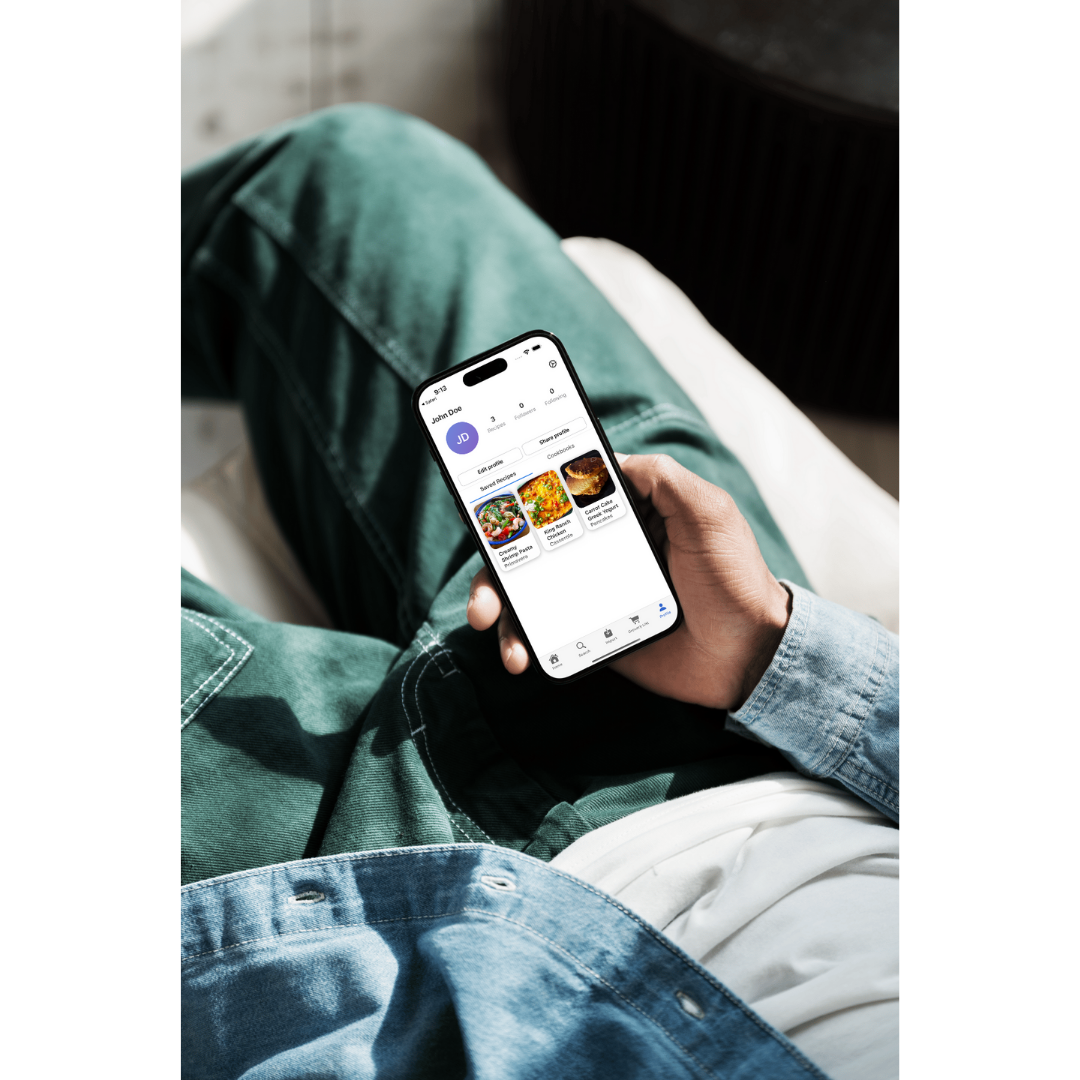 9:13
◀ Safari
John Doe
JD
3
Recipes
0
Followers
0
Following
Edit profile
Share profile
Saved Recipes
Cookbooks
Creamy
Shrimp Pasta
Primavera
King Ranch
Chicken
Casserole
Carrot Cake
Greek Yogurt
Pancakes
Home
Search
Import
Grocery Lists
Profile